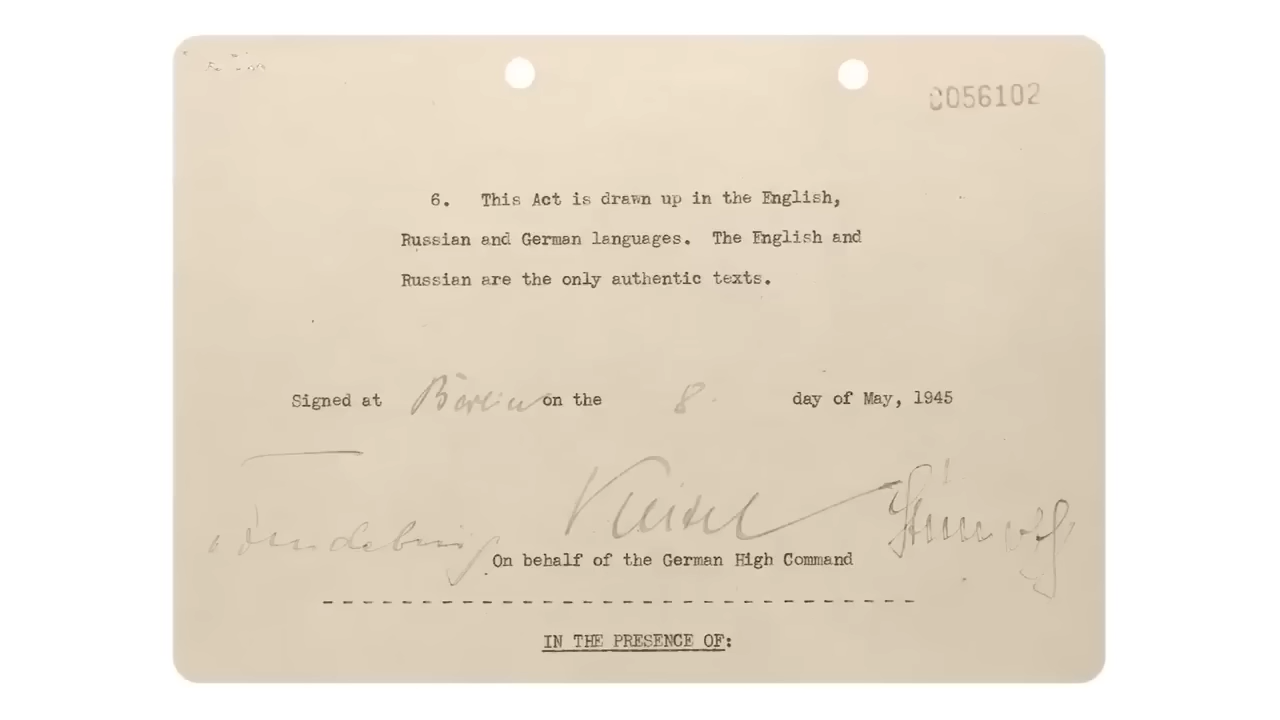 0056102
6. This Act is drawn up in the English,
Russian and German languages. The English and
Russian are the only authentic texts.
Signed at Berlin on the 8. day of May, 1945
Keitel
On behalf of the German High Command
IN THE PRESENCE OF: